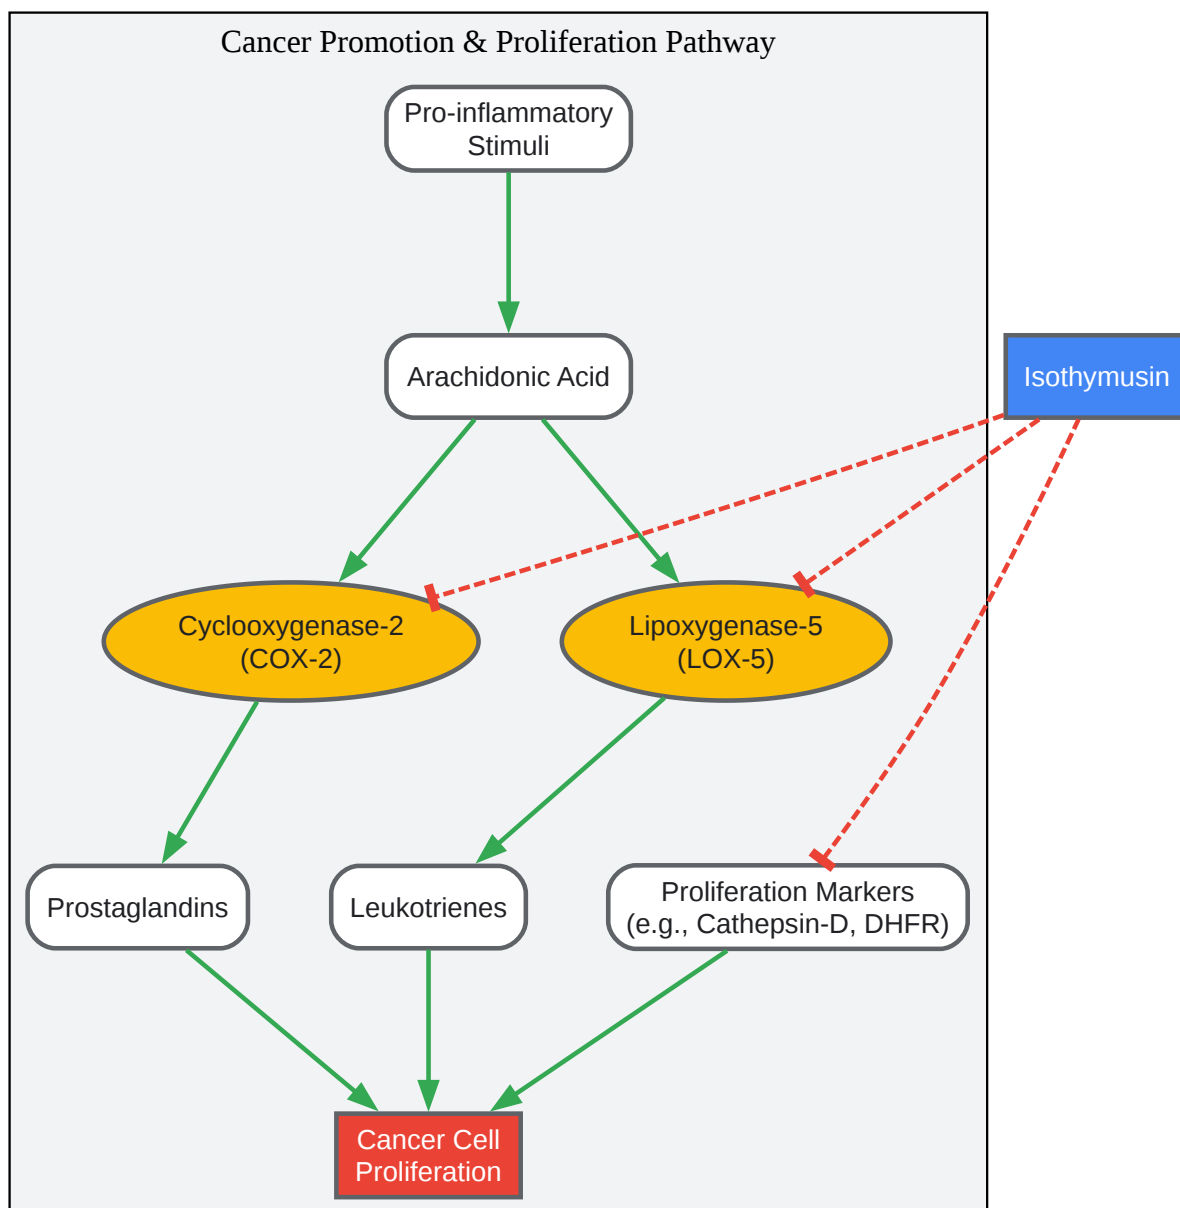 Cancer Promotion & Proliferation Pathway
Pro-inflammatory
Stimuli
Arachidonic Acid
Isothymusin
Cyclooxygenase-2
(COX-2)
Lipoxygenase-5
(LOX-5)
Prostaglandins
Leukotrienes
Proliferation Markers
(e.g., Cathepsin-D, DHFR)
Cancer Cell
Proliferation